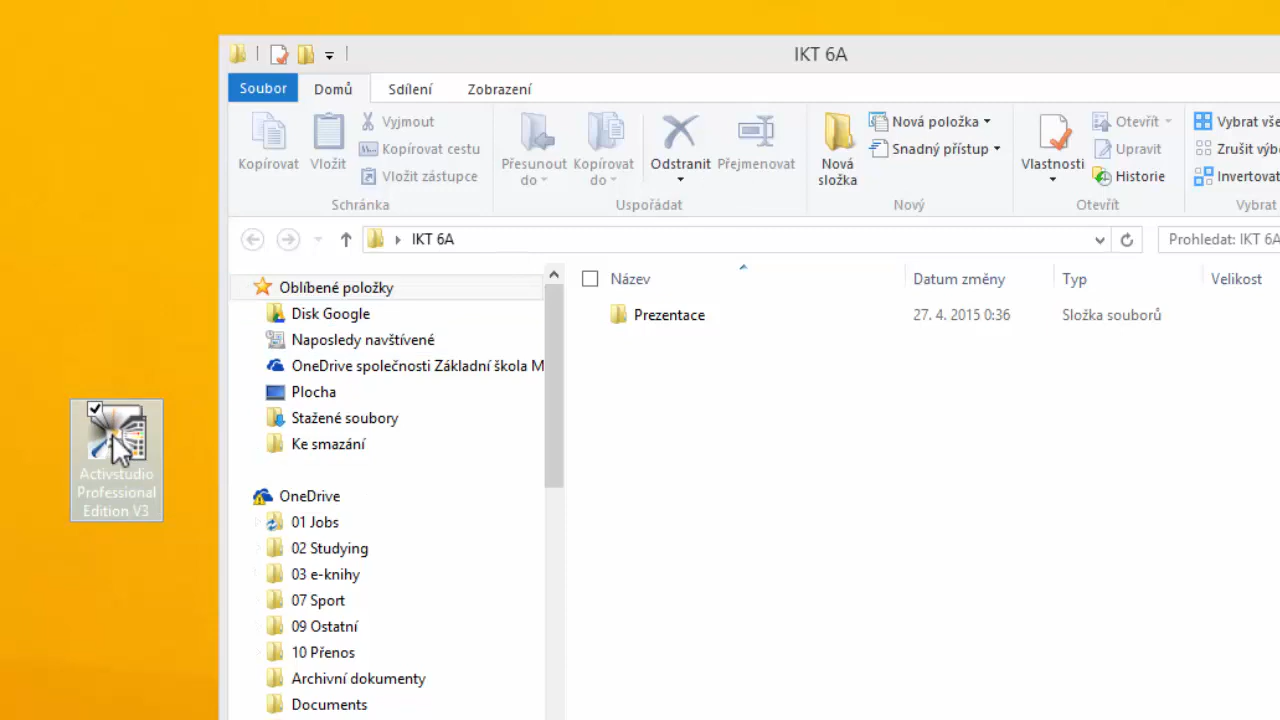 IKT 6A
Soubor Domů Sdílení Zobrazení
Kopírovat
Vložit
Vyjmout
Kopírovat cestu
Vložit zástupce
Schránka
Přesunout do
Kopírovat do
Odstranit
Přejmenovat
Uspořádat
Nová složka
Nová položka
Snadný přístup
Nový
Vlastnosti
Otevřít
Upravit
Historie
Otevřít
Vybrat vše
Zrušit výbě
Invertovat
Vybrat
IKT 6A
Prohledat: IKT 6A
Název Datum změny Typ Velikost
Prezentace 27. 4. 2015 0:36 Složka souborů
Oblíbené položky
Disk Google
Naposledy navštívené
OneDrive společnosti Základní škola M
Plocha
Stažené soubory
Ke smazání
OneDrive
01 Jobs
02 Studying
03 e-knihy
07 Sport
09 Ostatní
10 Přenos
Archivní dokumenty
Documents
Activstudio
Professional
Edition V3